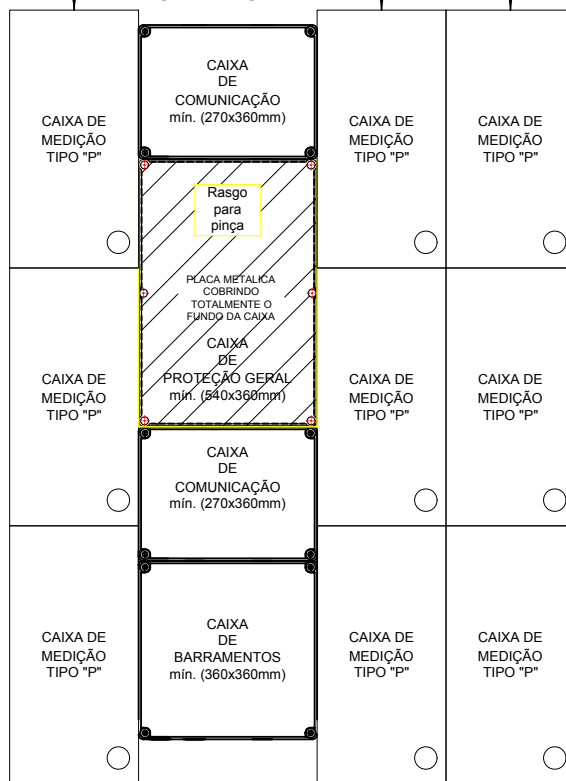 CAIXA
DE
COMUNICAÇÃO
mín. (270x360mm)
CAIXA DE
MEDIÇÃO
TIPO "P"
CAIXA DE
MEDIÇÃO
TIPO "P"
CAIXA DE
MEDIÇÃO
TIPO "P"
Rasgo
para
pinça
PLACA METALICA
COBRINDO
TOTALMENTE O
FUNDO DA CAIXA
CAIXA
DE
PROTEÇÃO GERAL
mín. (540x360mm)
CAIXA DE
MEDIÇÃO
TIPO "P"
CAIXA DE
MEDIÇÃO
TIPO "P"
CAIXA DE
MEDIÇÃO
TIPO "P"
CAIXA
DE
COMUNICAÇÃO
mín. (270x360mm)
CAIXA
DE
BARRAMENTOS
mín. (360x360mm)
CAIXA DE
MEDIÇÃO
TIPO "P"
CAIXA DE
MEDIÇÃO
TIPO "P"
CAIXA DE
MEDIÇÃO
TIPO "P"